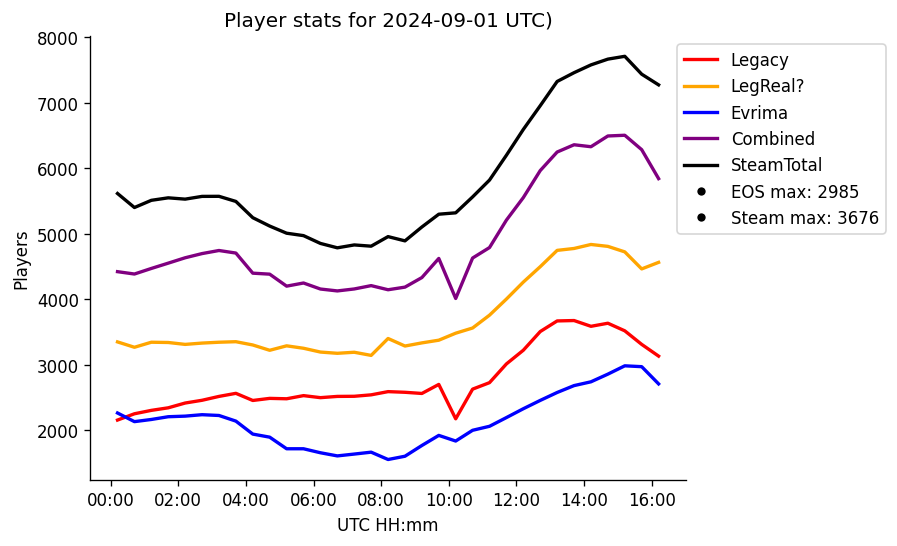 Player stats for 2024-09-01 UTC)
8000
7000
6000
5000
4000
3000
2000
Players
00:00 02:00 04:00 06:00 08:00 10:00 12:00 14:00 16:00
UTC HH:mm
Legacy
LegReal?
Evrima
Combined
SteamTotal
EOS max: 2985
Steam max: 3676